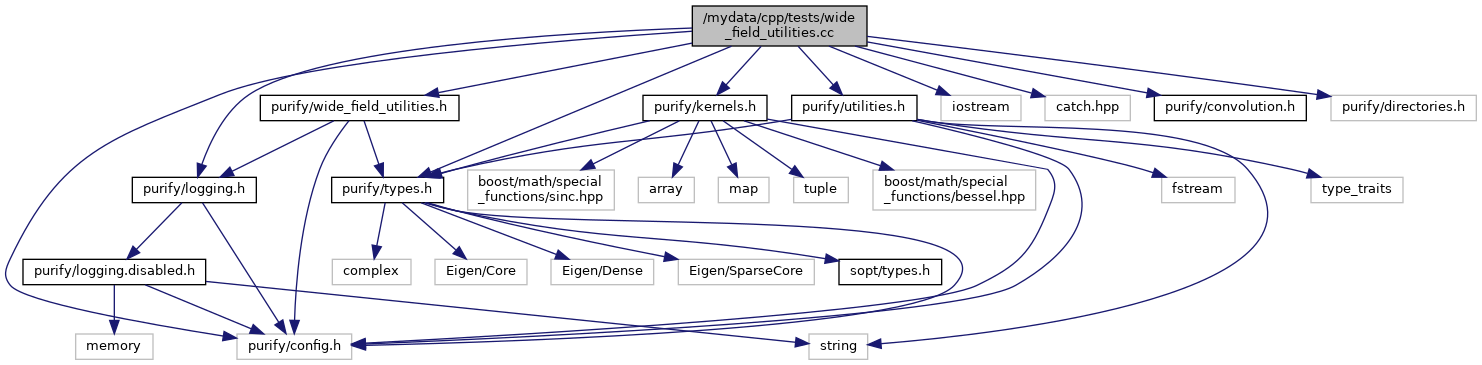 /mydata/cpp/tests/wide
_field_utilities.cc
purify/wide_field_utilities.h
purify/kernels.h
purify/utilities.h
iostream
catch.hpp
purify/convolution.h
purify/directories.h
purify/logging.h
purify/types.h
boost/math/special
_functions/sinc.hpp
array
map
tuple
boost/math/special
_functions/bessel.hpp
fstream
type_traits
purify/logging.disabled.h
complex
Eigen/Core
Eigen/Dense
Eigen/SparseCore
sopt/types.h
memory
purify/config.h
string